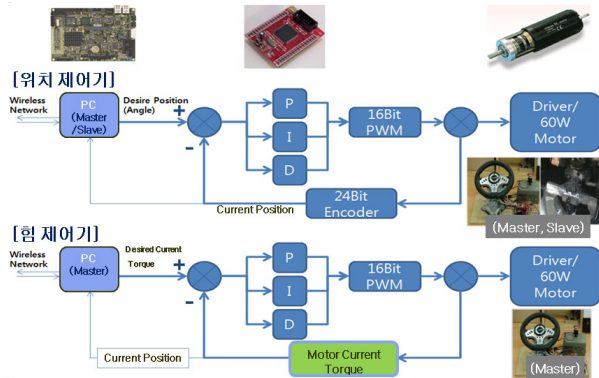 [위치 제어기]
Wireless
Network
PC
(Master
/Slave)
Desire Position
(Angle)
+
-
P
I
D
16Bit
PWM
Driver/
60W
Motor
24Bit
Encoder
Current Position
(Master, Slave)
[힘 제어기]
Wireless
Network
PC
(Master)
Desired Current
Torque
+
-
P
I
D
16Bit
PWM
Driver/
60W
Motor
Motor Current
Torque
Current Position
(Master)